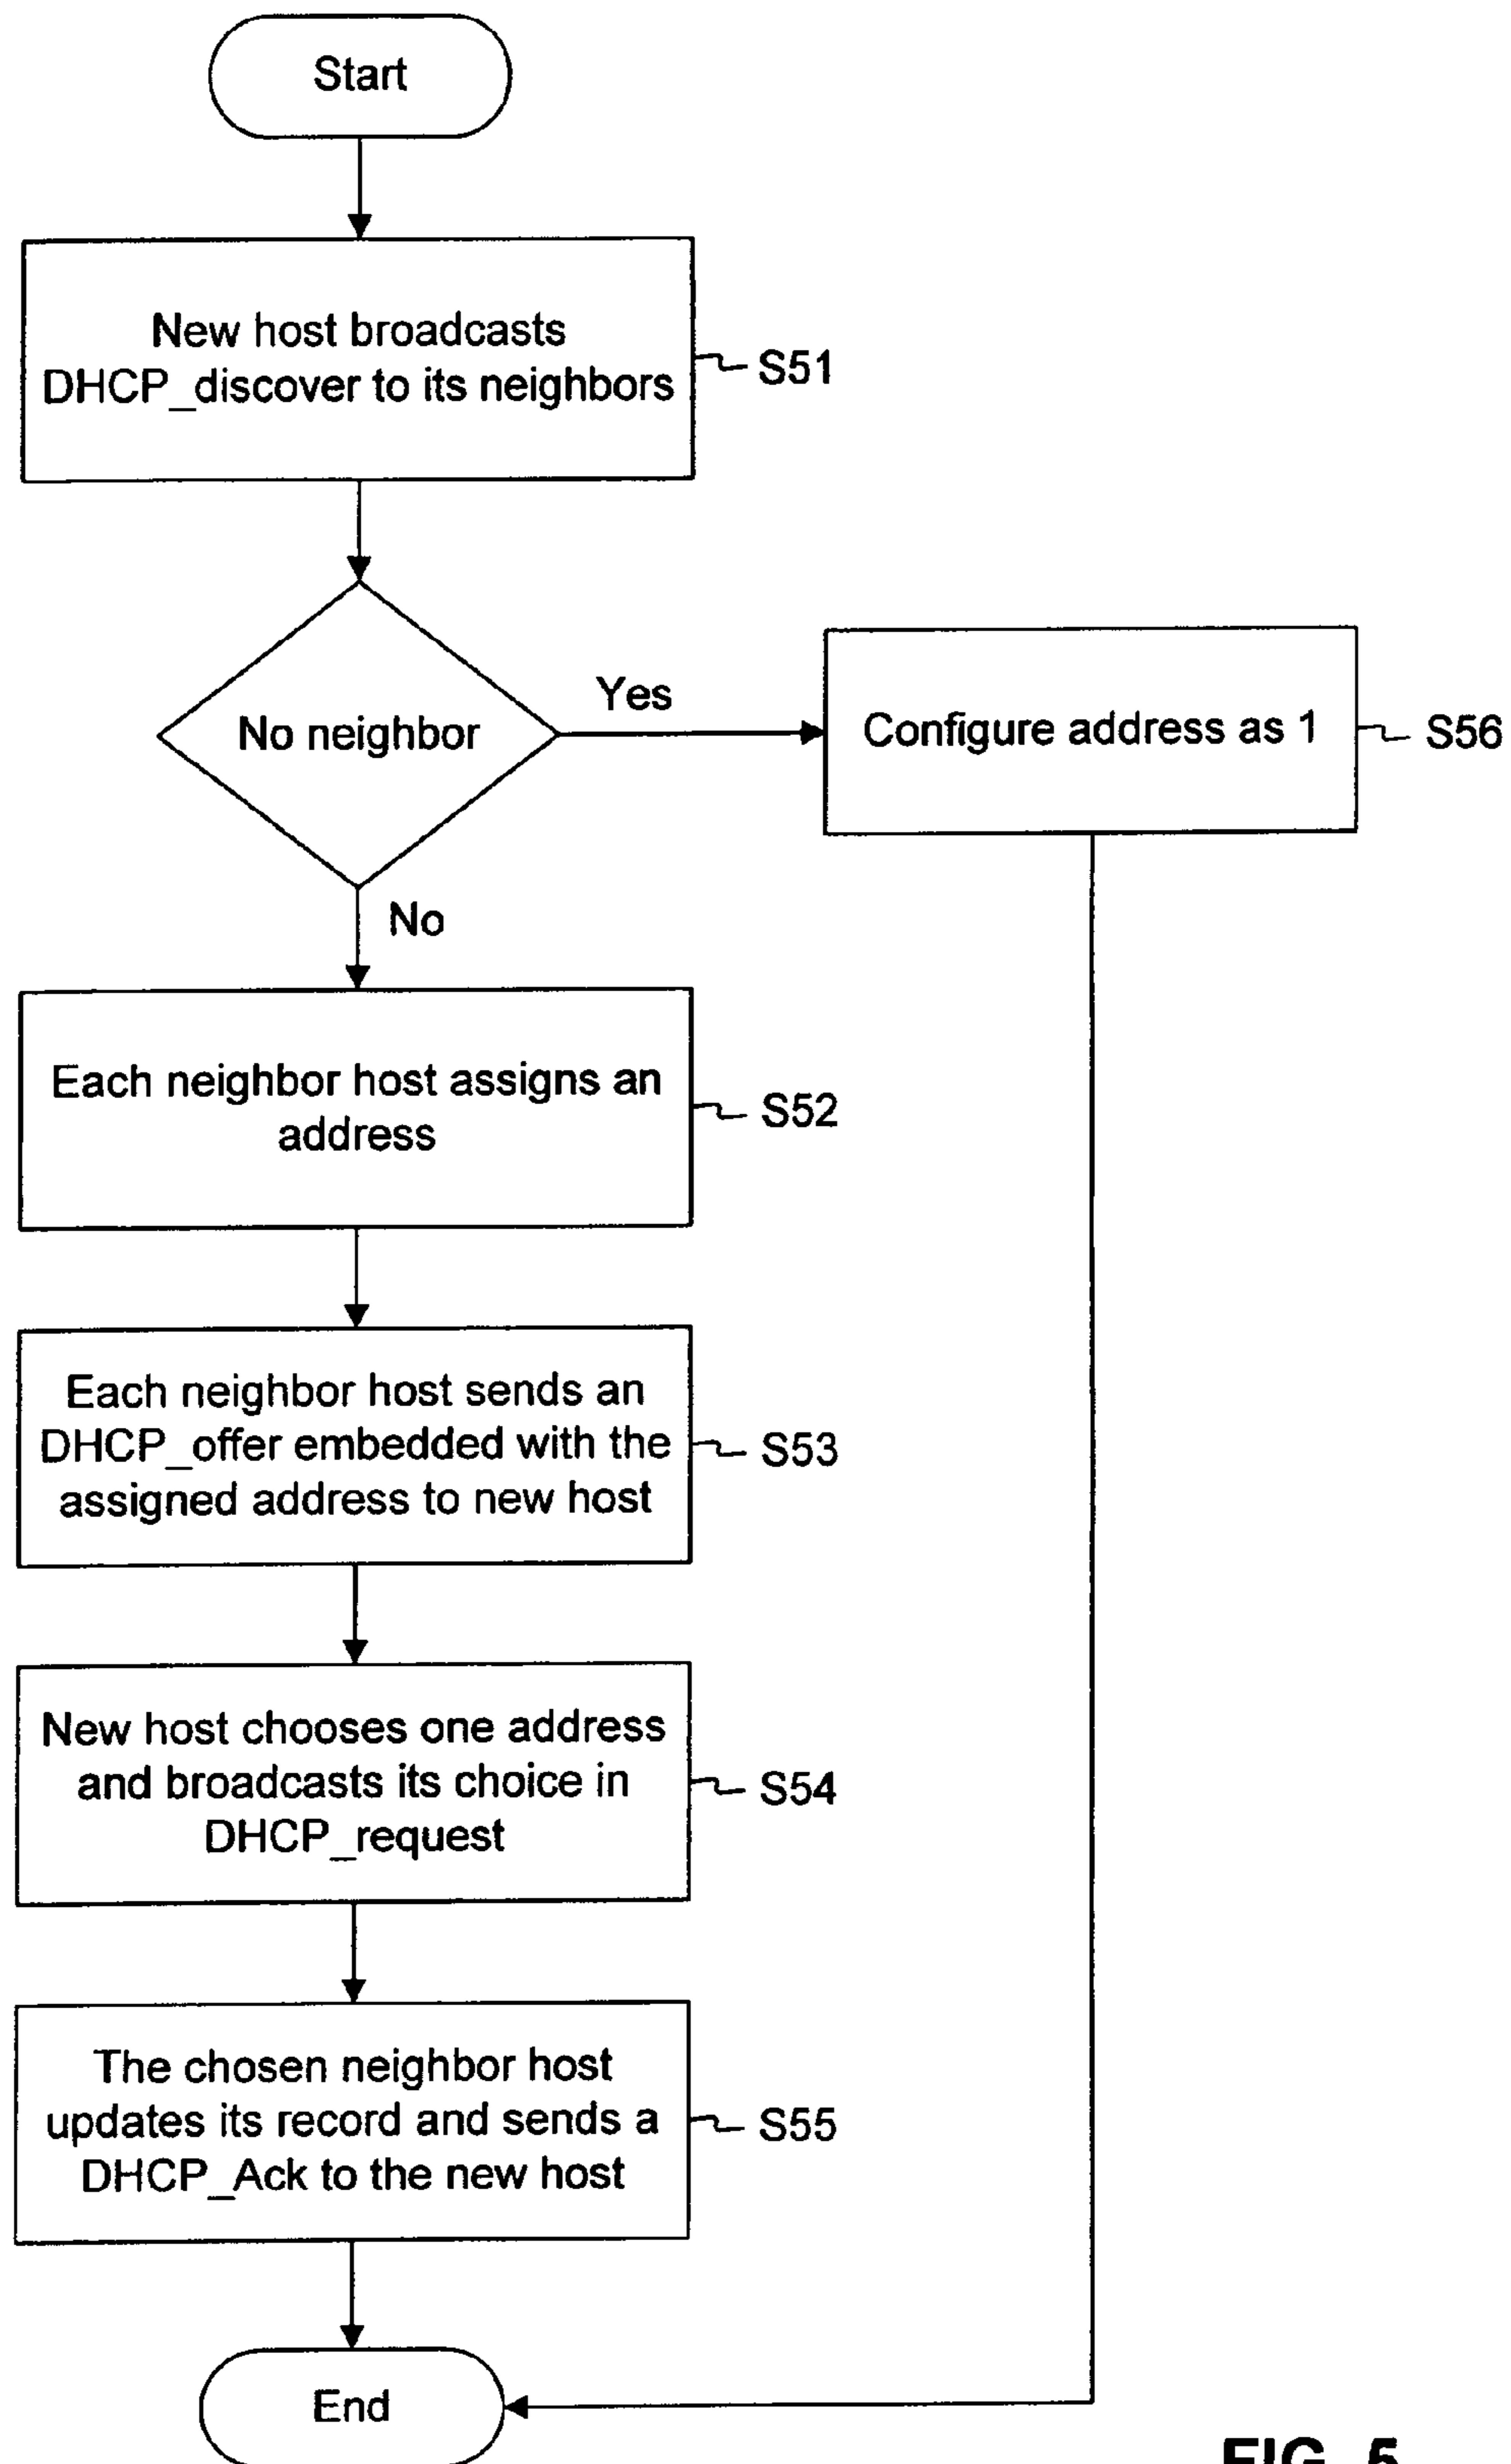 Start
New host broadcasts
DHCP_discover to its neighbors
S51
No neighbor
Yes
Configure address as 1
S56
No
Each neighbor host assigns an
address
S52
Each neighbor host sends an
DHCP_offer embedded with the
assigned address to new host
S53
New host chooses one address
and broadcasts its choice in
DHCP_request
S54
The chosen neighbor host
updates its record and sends a
DHCP_Ack to the new host
S55
End
FIG. 5